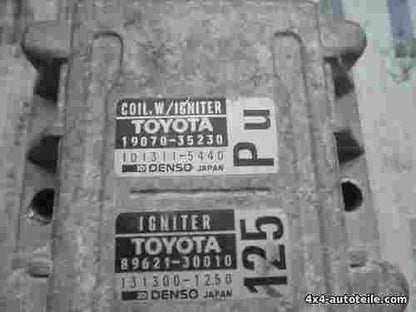 COIL.W/IGNITER
TOYOTA
19070-35230
101311-5440
DENSO JAPAN
Pu
IGNITER
TOYOTA
89621-30010
131300-1250
DENSO JAPAN
125
4x4-autoteile.com